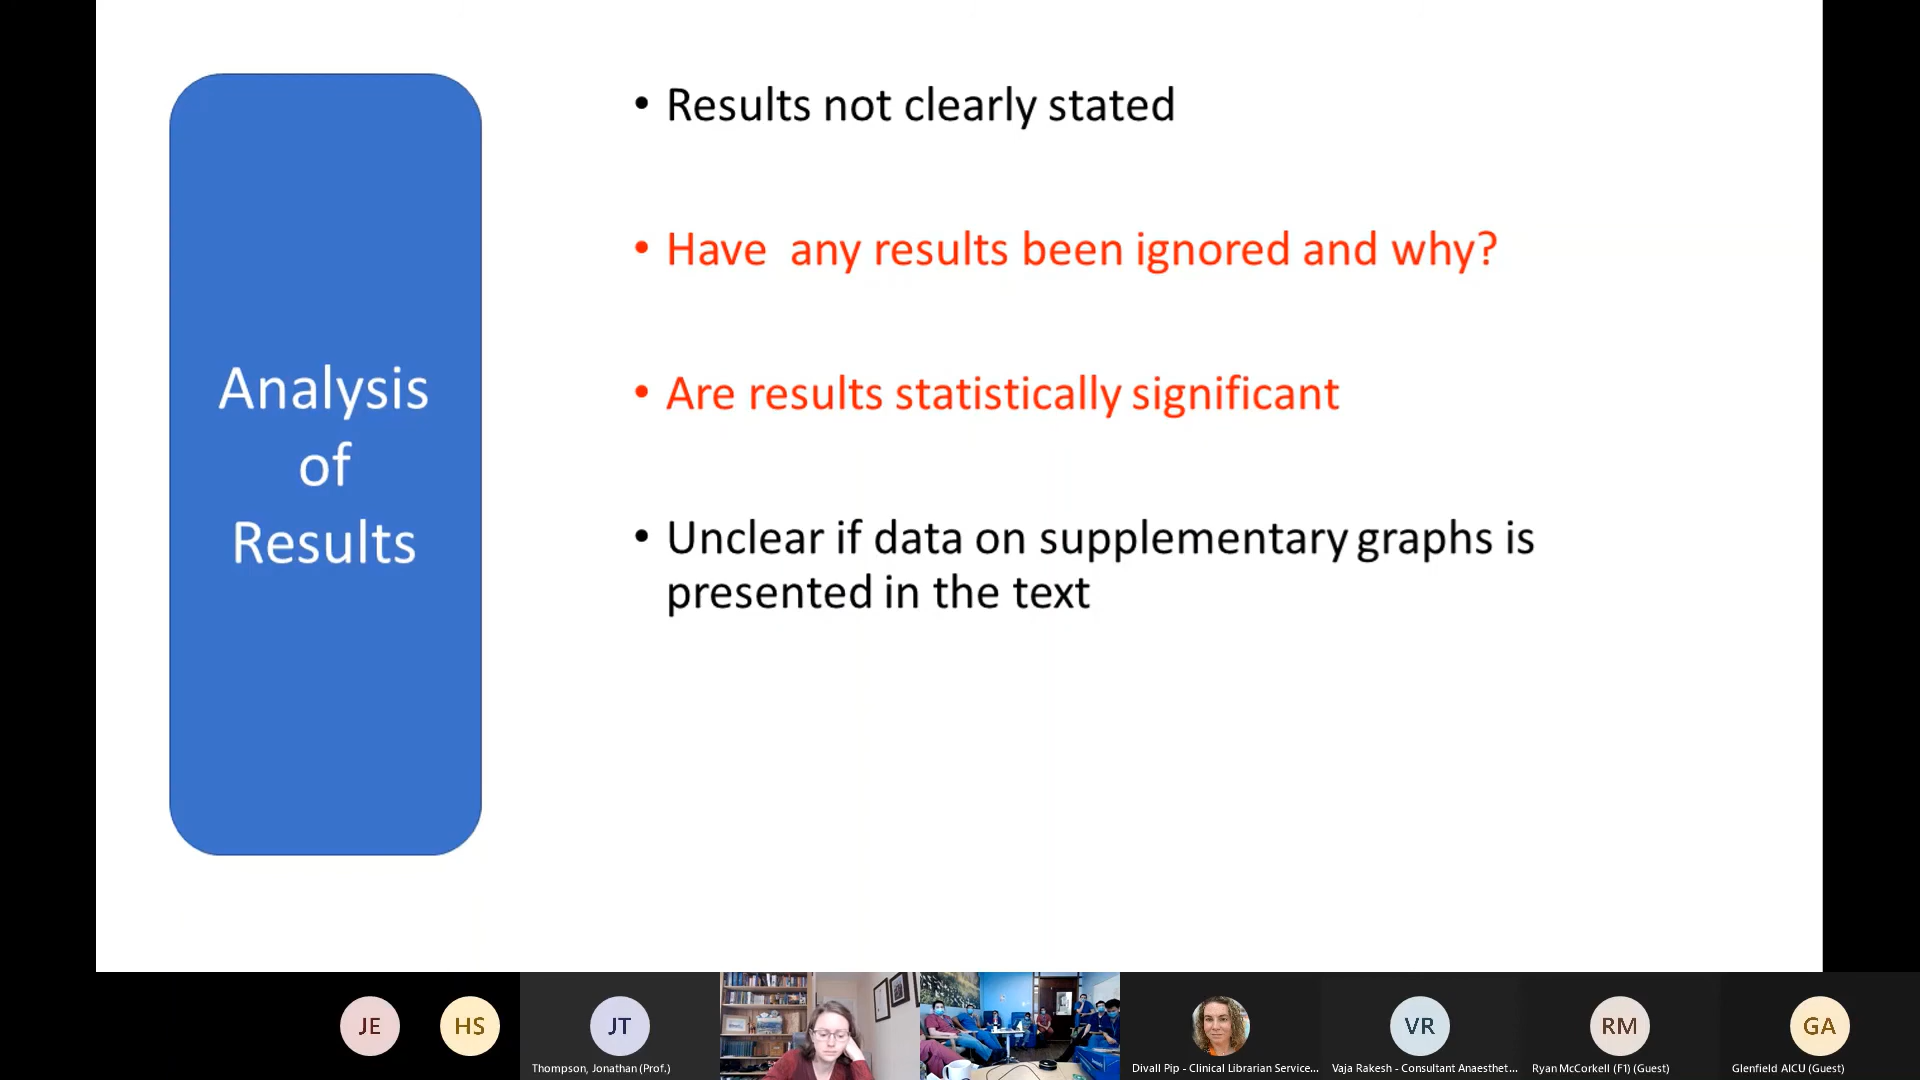 Analysis
of
Results
• Results not clearly stated
• Have  any results been ignored and why?
• Are results statistically significant
• Unclear if data on supplementary graphs is
presented in the text
JE
HS
JT
Thompson, Jonathan (Prof.)
Divall Pip - Clinical Librarian Service...
VR
Vaja Rakesh - Consultant Anaesthet...
RM
Ryan McCorkell (F1) (Guest)
GA
Glenfield AICU (Guest)